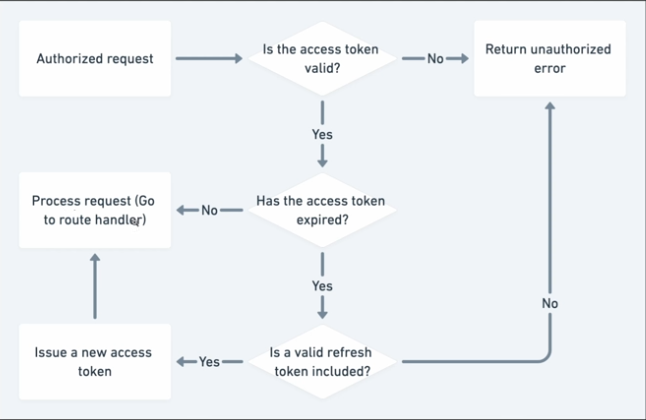 Authorized request
Is the access token
valid?
No
Return unauthorized
error
Yes
Process request (Go
to route handler)
No
Has the access token
expired?
Yes
No
Issue a new access
token
Yes
Is a valid refresh
token included?